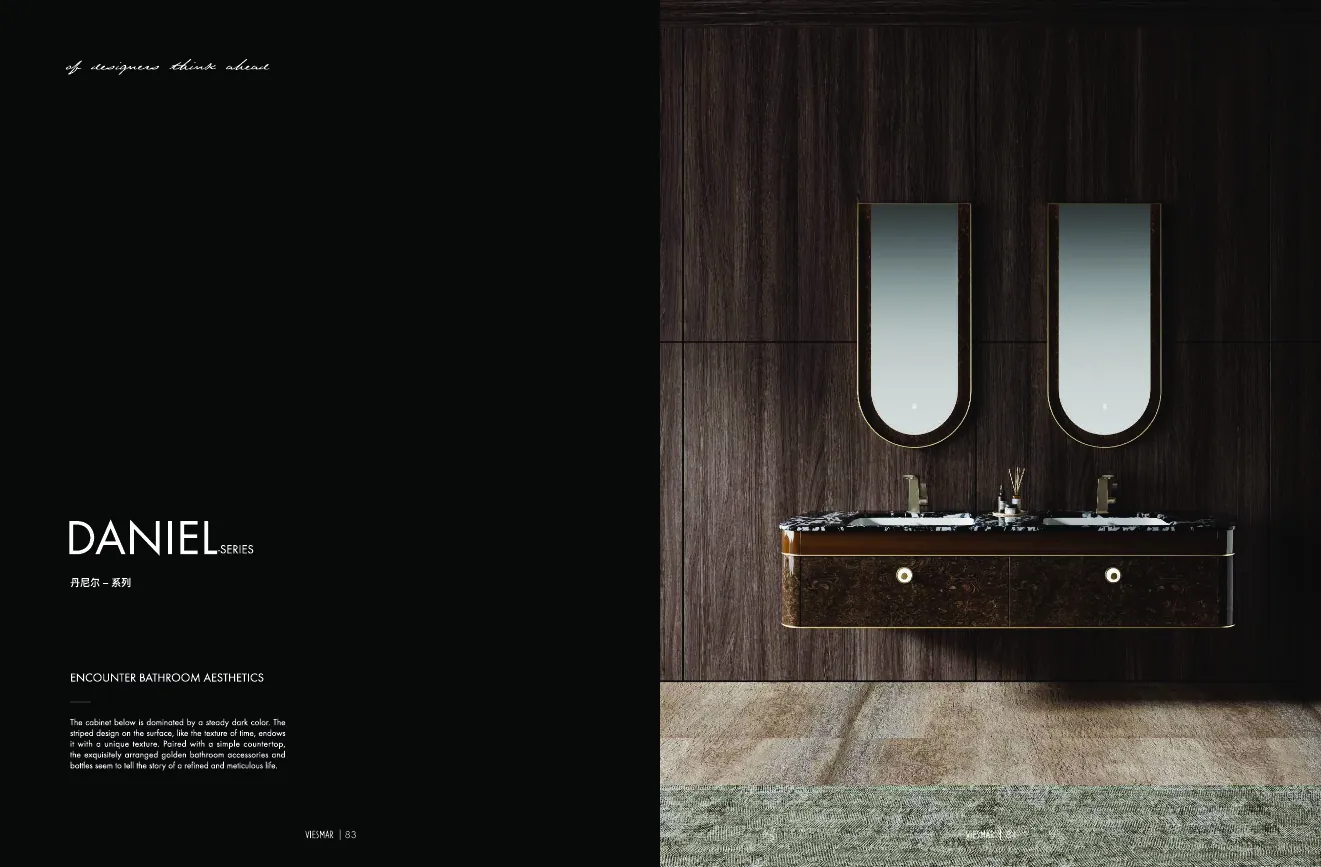 of designers think ahead
DANIEL-SERIES
丹尼尔 – 系列
ENCOUNTER BATHROOM AESTHETICS
The cabinet below is dominated by a steady dark color. The
striped design on the surface, like the texture of time, endows
it with a unique texture. Paired with a simple countertop,
the exquisitely arranged golden bathroom accessories and
bottles seem to tell the story of a refined and meticulous life.
VIESMAR | 83
VIESMAR | 84